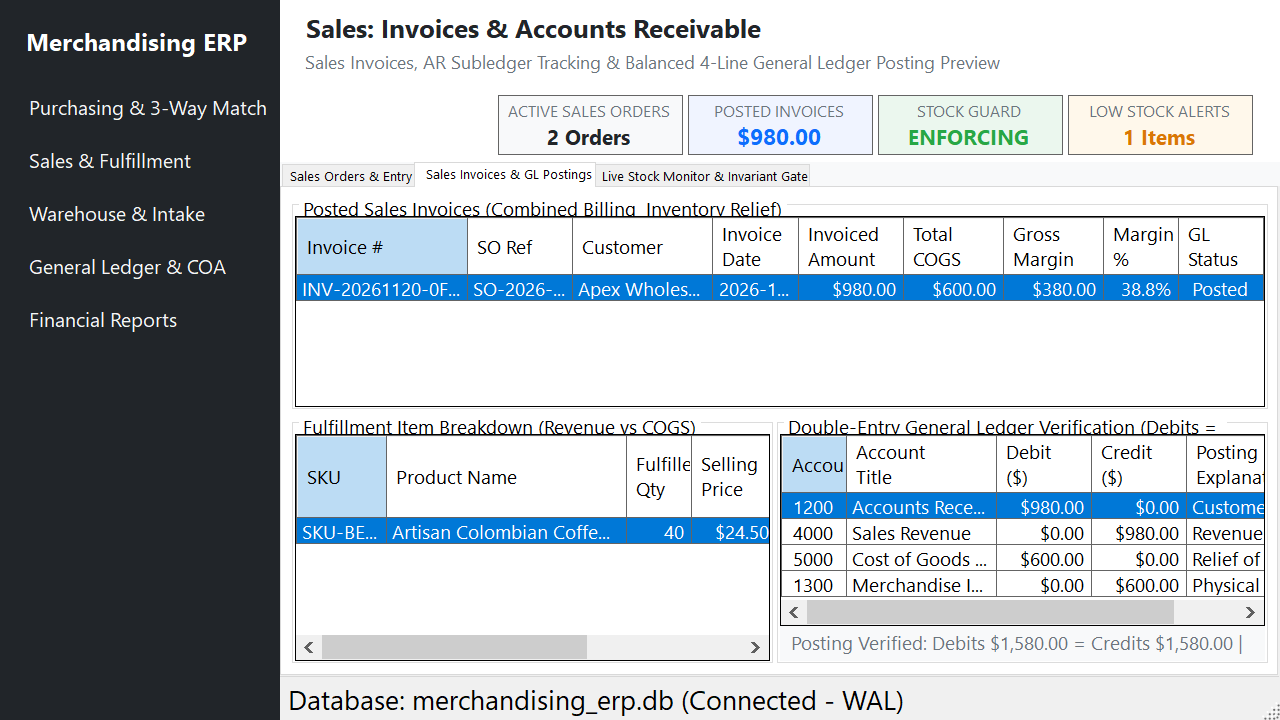 Merchandising ERP
Purchasing & 3-Way Match
Sales & Fulfillment
Warehouse & Intake
General Ledger & COA
Financial Reports
Sales: Invoices & Accounts Receivable
Sales Invoices, AR Subledger Tracking & Balanced 4-Line General Ledger Posting Preview
ACTIVE SALES ORDERS
2 Orders
POSTED INVOICES
$980.00
STOCK GUARD
ENFORCING
LOW STOCK ALERTS
1 Items
Sales Orders & Entry
Sales Invoices & GL Postings
Live Stock Monitor & Invariant Gate
Posted Sales Invoices (Combined Billing  Inventory Relief)
Invoice # SO Ref Customer Invoice Date Invoiced Amount Total COGS Gross Margin Margin % GL Status
INV-20261120-0F... SO-2026-... Apex Wholes... 2026-1... $980.00 $600.00 $380.00 38.8% Posted
Fulfillment Item Breakdown (Revenue vs COGS)
SKU Product Name Fulfille Qty Selling Price
SKU-BE... Artisan Colombian Coffe... 40 $24.50
Double-Entry General Ledger Verification (Debits =
Accou Account Title Debit ($) Credit ($) Posting Explanat
1200 Accounts Rece... $980.00 $0.00 Custome
4000 Sales Revenue $0.00 $980.00 Revenue
5000 Cost of Goods ... $600.00 $0.00 Relief of
1300 Merchandise I... $0.00 $600.00 Physical
Posting Verified: Debits $1,580.00 = Credits $1,580.00 |
Database: merchandising_erp.db (Connected - WAL)